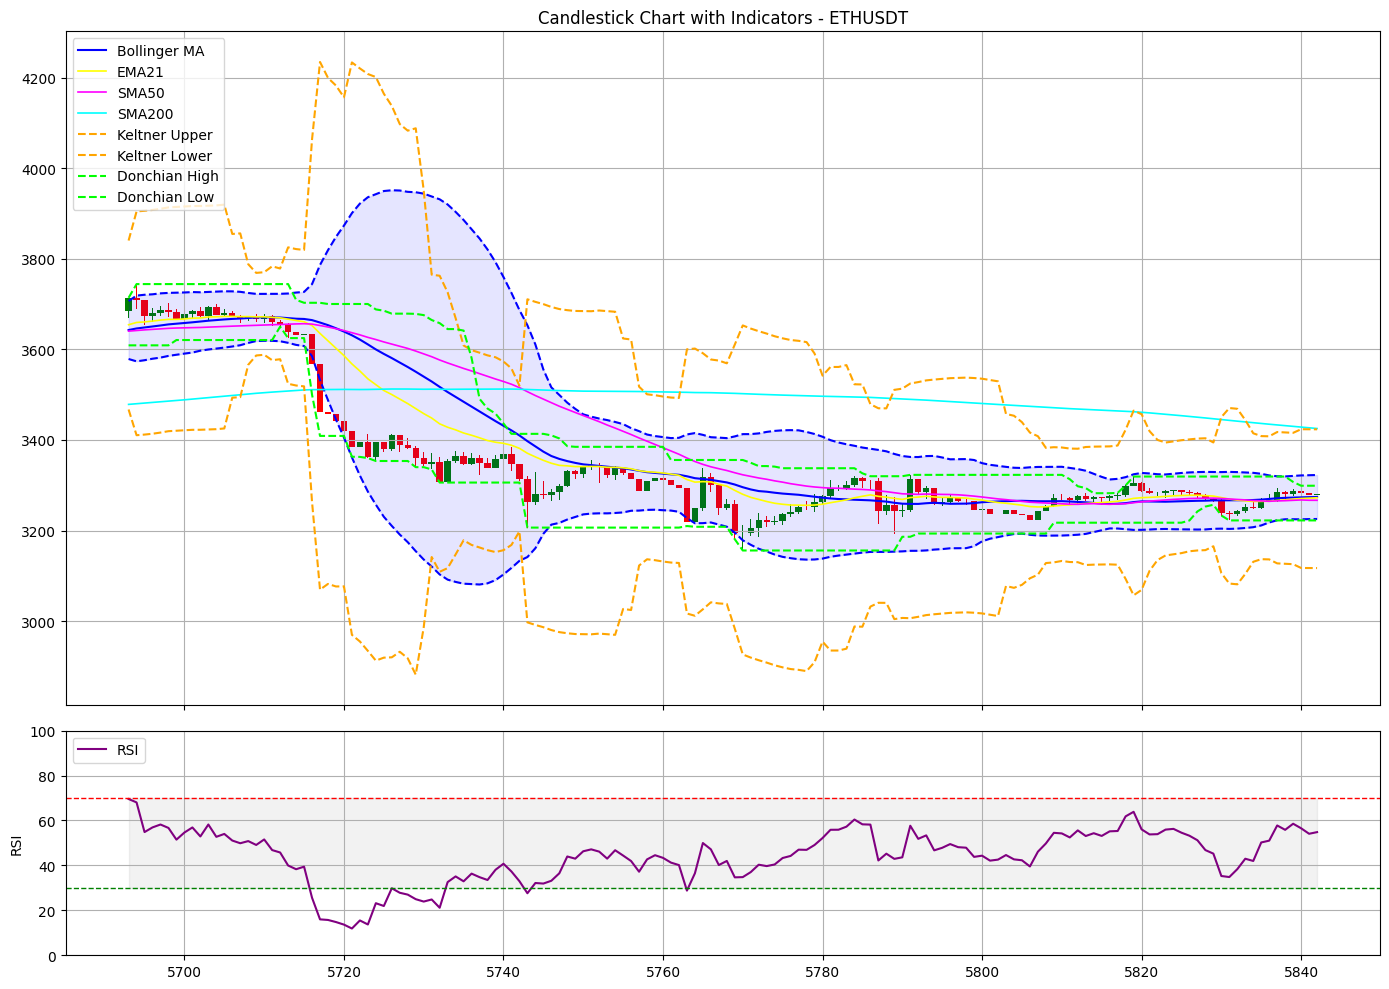 Candlestick Chart with Indicators - ETHUSDT
Bollinger MA
EMA21
SMA50
SMA200
Keltner Upper
Keltner Lower
Donchian High
Donchian Low
4200
4000
3800
3600
3400
3200
3000
RSI
100
80
60
40
20
0
RSI
5700
5720
5740
5760
5780
5800
5820
5840